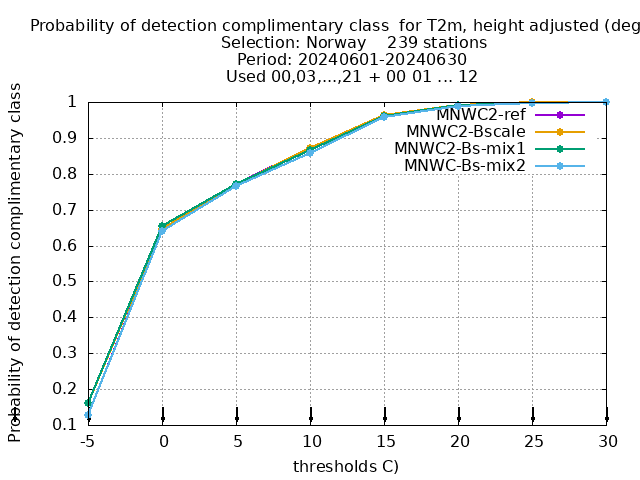 Probability of detection complimentary class  for T2m, height adjusted (deg
Selection: Norway    239 stations
Period: 20240601-20240630
Used 00,03,...,21 + 00 01 ... 12
Probability of detection complimentary class
1
0.9
0.8
0.7
0.6
0.5
0.4
0.3
0.2
0.1
MNWC2-ref
MNWC2-Bscale
MNWC2-Bs-mix1
MNWC-Bs-mix2
-5 0 5 10 15 20 25 30
thresholds C)